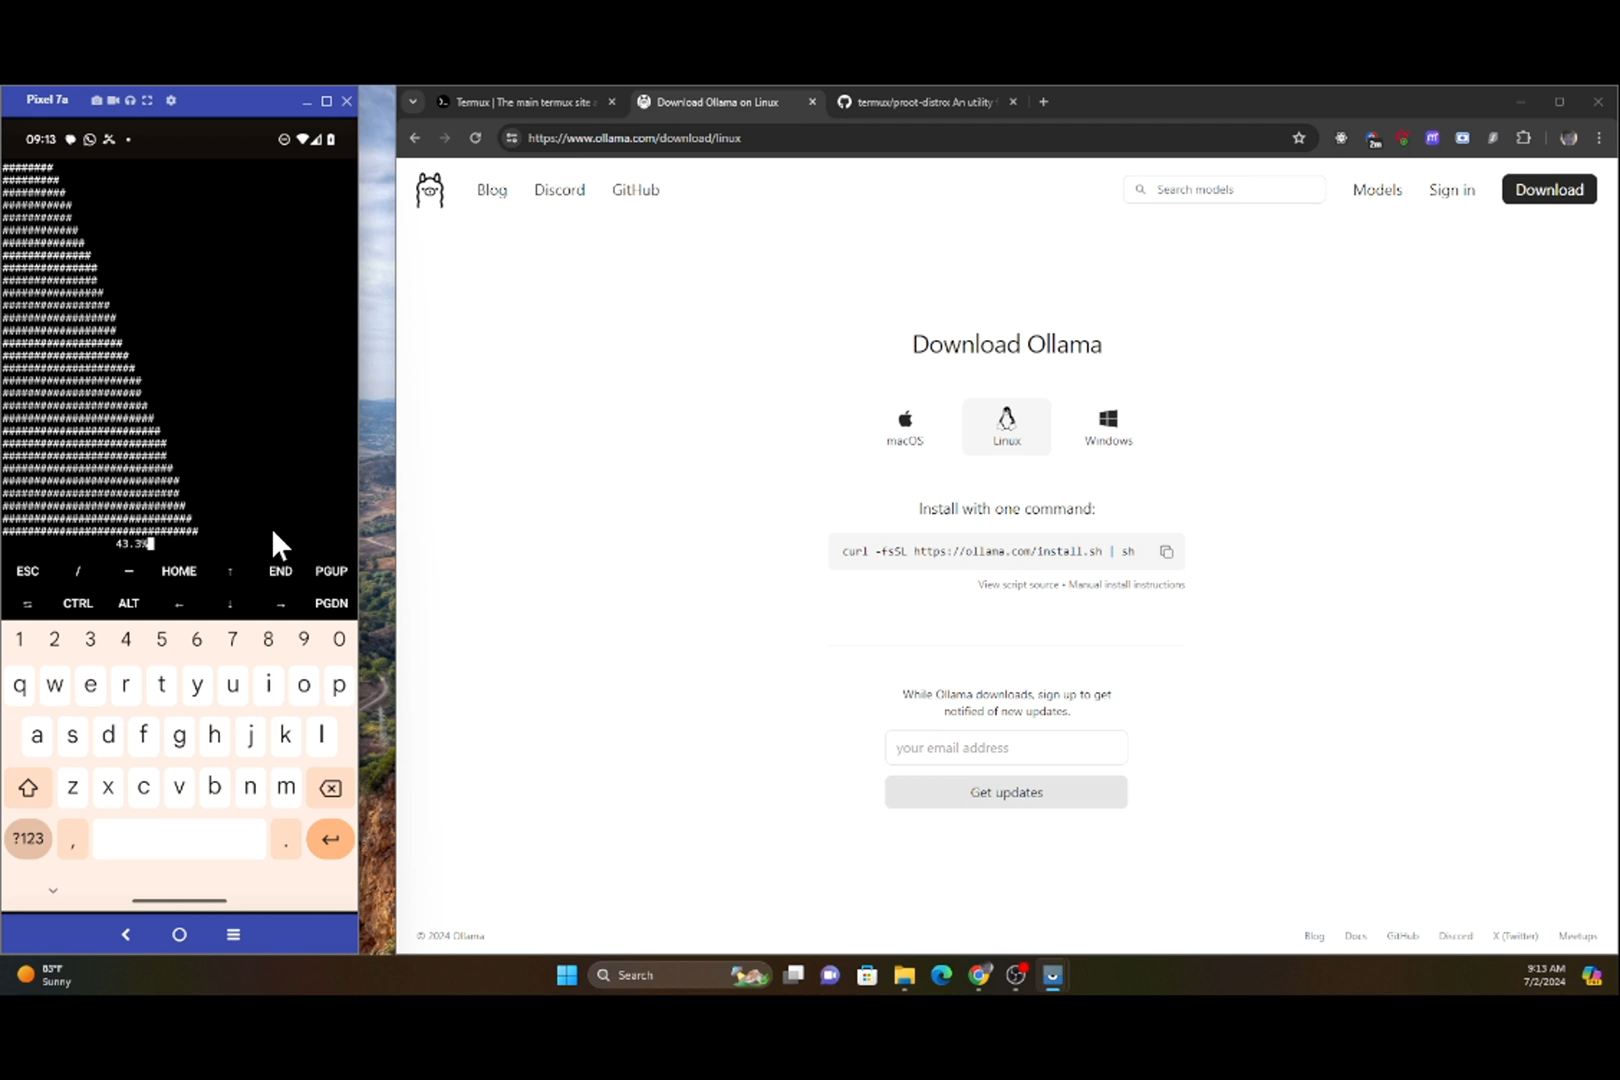 Pixel 7a
09:13
43.3%
ESC / — HOME ↑ END PGUP
CTRL ALT ← ↓ → PGDN
1 2 3 4 5 6 7 8 9 0
q w e r t y u i o p
a s d f g h j k l
z x c v b n m
?123 , .
Termux | The main termux site
Download Ollama on Linux
termux/proot-distro: An utility
https://www.ollama.com/download/linux
2m
Blog Discord GitHub
Search models
Models Sign in Download
Download Ollama
macOS Linux Windows
Install with one command:
curl -fsSL https://ollama.com/install.sh | sh
View script source • Manual install instructions
While Ollama downloads, sign up to get
notified of new updates.
your email address
Get updates
© 2024 Ollama
Blog Docs GitHub Discord X (Twitter) Meetups
83°F
Sunny
Search
9:13 AM
7/2/2024